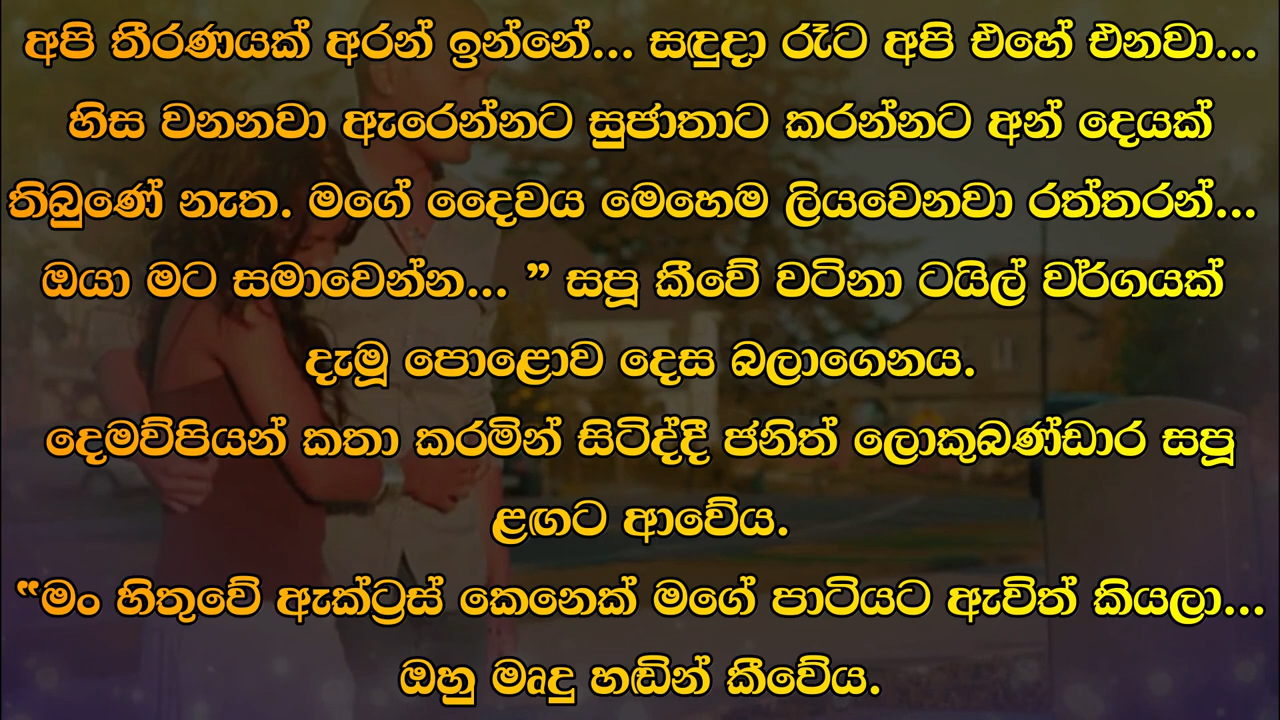 අපි තීරණයක් අරන් ඉන්නේ... සඳුදා රෑට අපි එහේ එනවා...
හිස වනනවා ඇරෙන්නට සුජාතාට කරන්නට අන් දෙයක්
තිබුණේ නැත. මගේ දෛවය මෙහෙම ලියවෙනවා රත්තරන්...
ඔයා මට සමාවෙන්න... ” සපූ කීවේ වටිනා ටයිල් වර්ගයක්
දැමූ පොළොව දෙස බලාගෙනය.
දෙමව්පියන් කතා කරමින් සිටිද්දී ජනිත් ලොකුබණ්ඩාර සපූ
ළඟට ආවේය.
“මං හිතුවේ ඇක්ට්‍රස් කෙනෙක් මගේ පාටියට ඇවිත් කියලා...
ඔහු මෘදු හඬින් කීවේය.